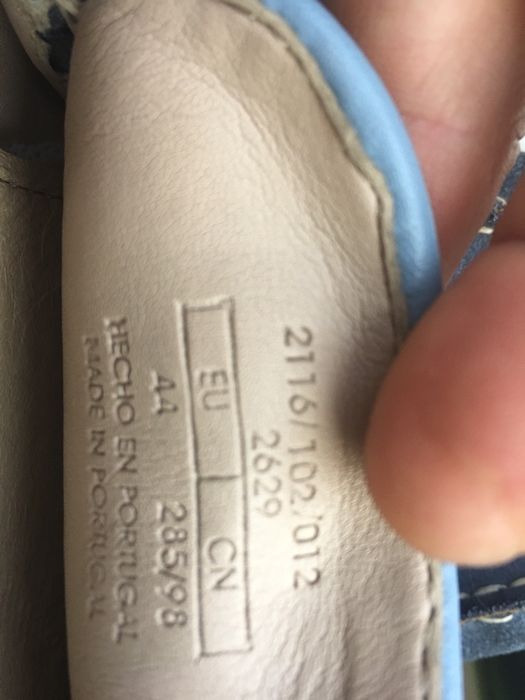 2116/102/012
2629
EU CN
44 285/98
HECHO EN PORTUGAL
MADE IN PORTUGAL